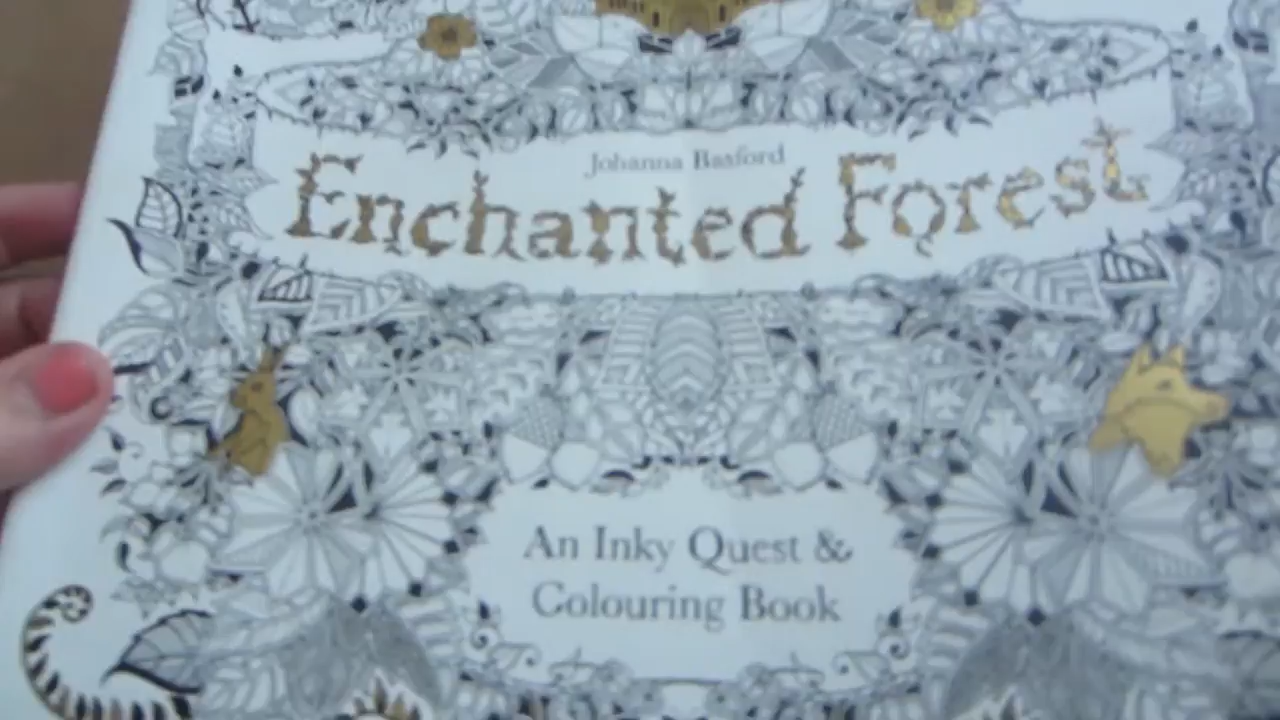 Johanna Basford
Enchanted Forest
An Inky Quest &
Colouring Book